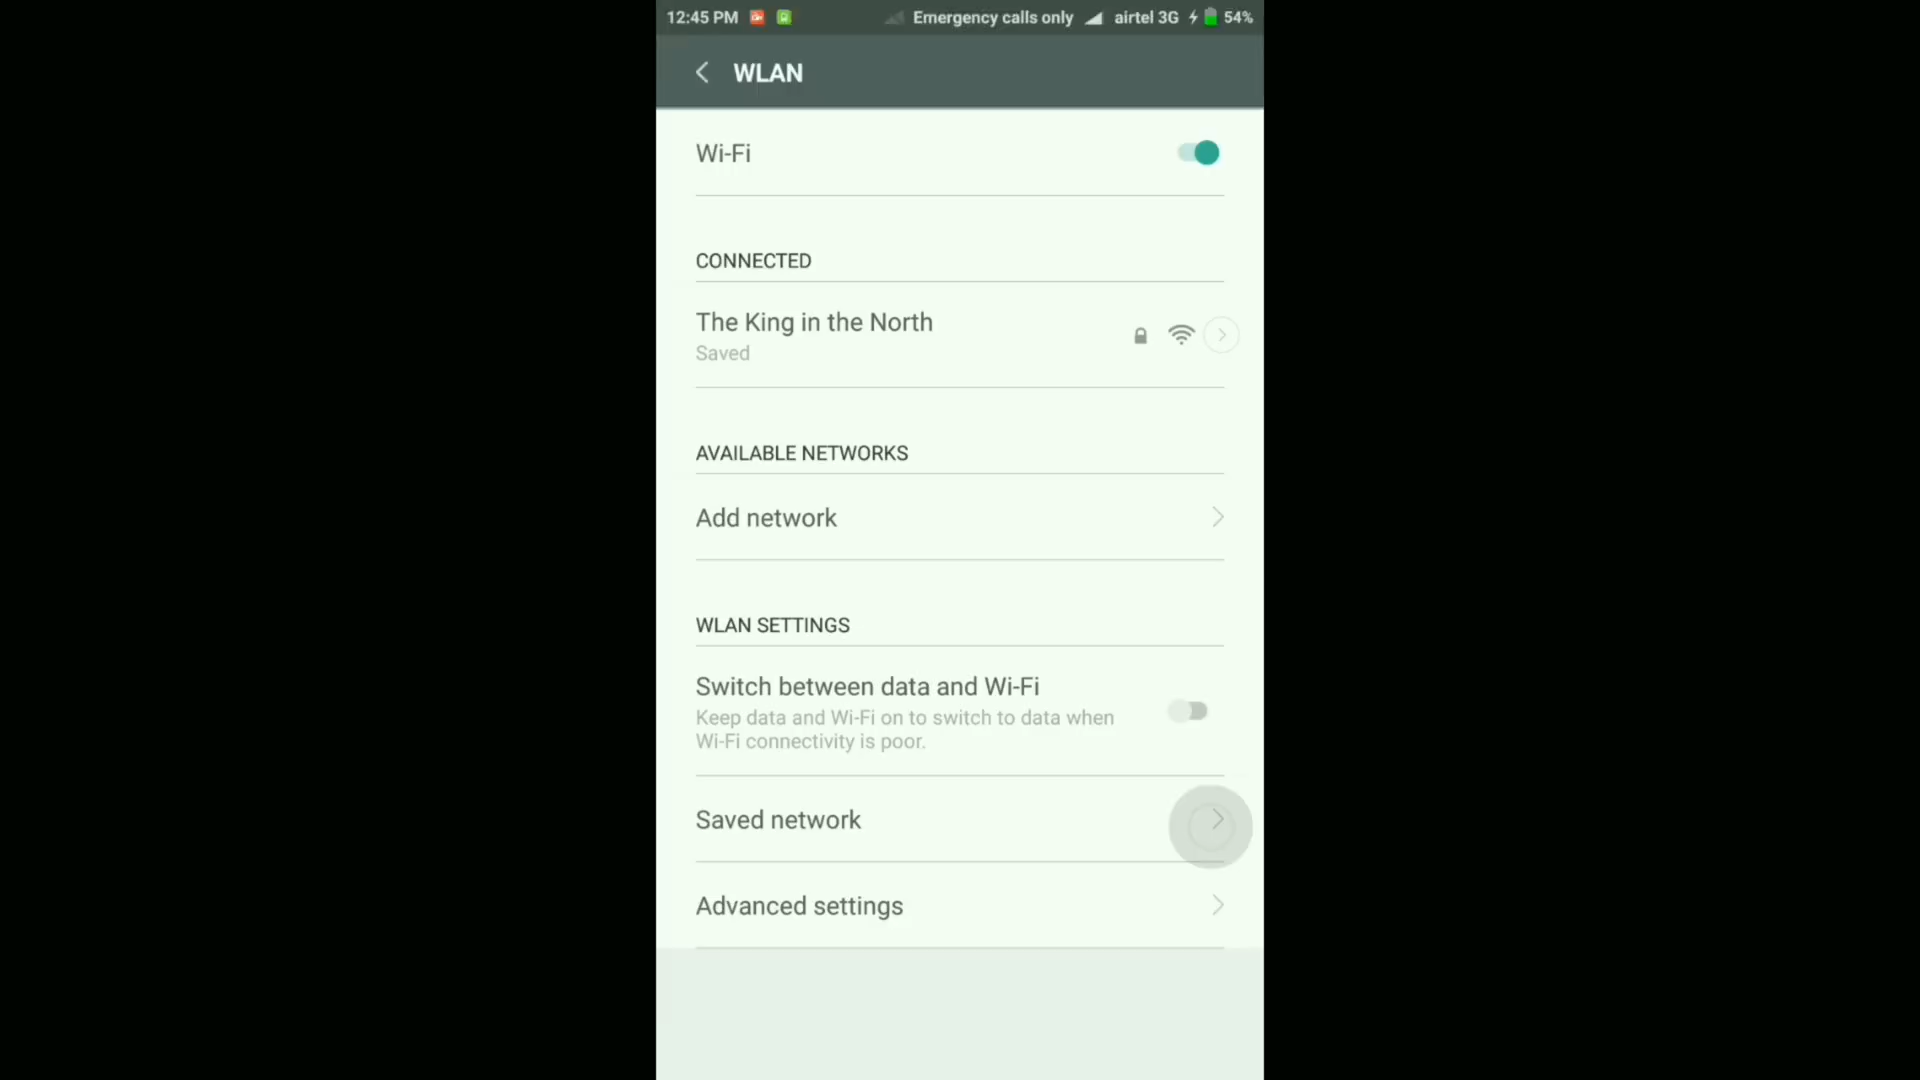 12:45 PM Emergency calls only airtel 3G 54%
WLAN
Wi-Fi
CONNECTED
The King in the North
Saved
AVAILABLE NETWORKS
Add network
WLAN SETTINGS
Switch between data and Wi-Fi
Keep data and Wi-Fi on to switch to data when
Wi-Fi connectivity is poor.
Saved network
Advanced settings